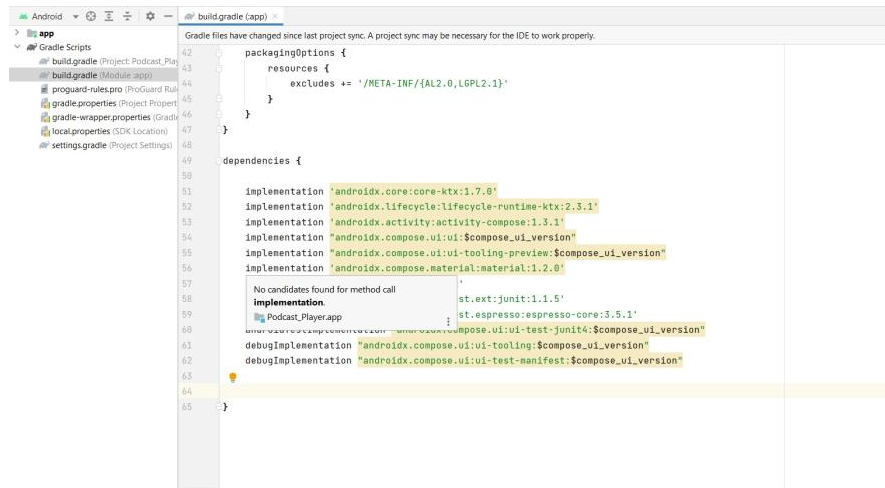 Android
build.gradle (:app)
app
Gradle Scripts
build.gradle (Project: Podcast_Play
build.gradle (Module :app)
proguard-rules.pro (ProGuard Rul
gradle.properties (Project Propert
gradle-wrapper.properties (Gradl
local.properties (SDK Location)
settings.gradle (Project Settings)
Gradle files have changed since last project sync. A project sync may be necessary for the IDE to work properly.
42 packagingOptions {
43 resources {
44 excludes += '/META-INF/{AL2.0,LGPL2.1}'
45 }
46 }
47 }
48
49 dependencies {
50
51 implementation 'androidx.core:core-ktx:1.7.0'
52 implementation 'androidx.lifecycle:lifecycle-runtime-ktx:2.3.1'
53 implementation 'androidx.activity:activity-compose:1.3.1'
54 implementation "androidx.compose.ui:ui:$compose_ui_version"
55 implementation "androidx.compose.ui:ui-tooling-preview:$compose_ui_version"
56 implementation 'androidx.compose.material:material:1.2.0'
57 '
58 st.ext:junit:1.1.5'
59 st.espresso:espresso-core:3.5.1'
60 androidTestImplementation "androidx.compose.ui:ui-test-junit4:$compose_ui_version"
61 debugImplementation "androidx.compose.ui:ui-tooling:$compose_ui_version"
62 debugImplementation "androidx.compose.ui:ui-test-manifest:$compose_ui_version"
63
64
65 }
No candidates found for method call
implementation.
Podcast_Player.app